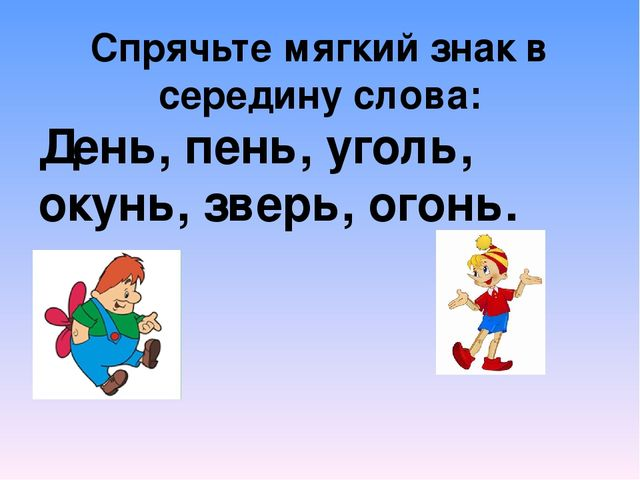 Спрячьте мягкий знак в
середину слова:
День, пень, уголь,
окунь, зверь, огонь.